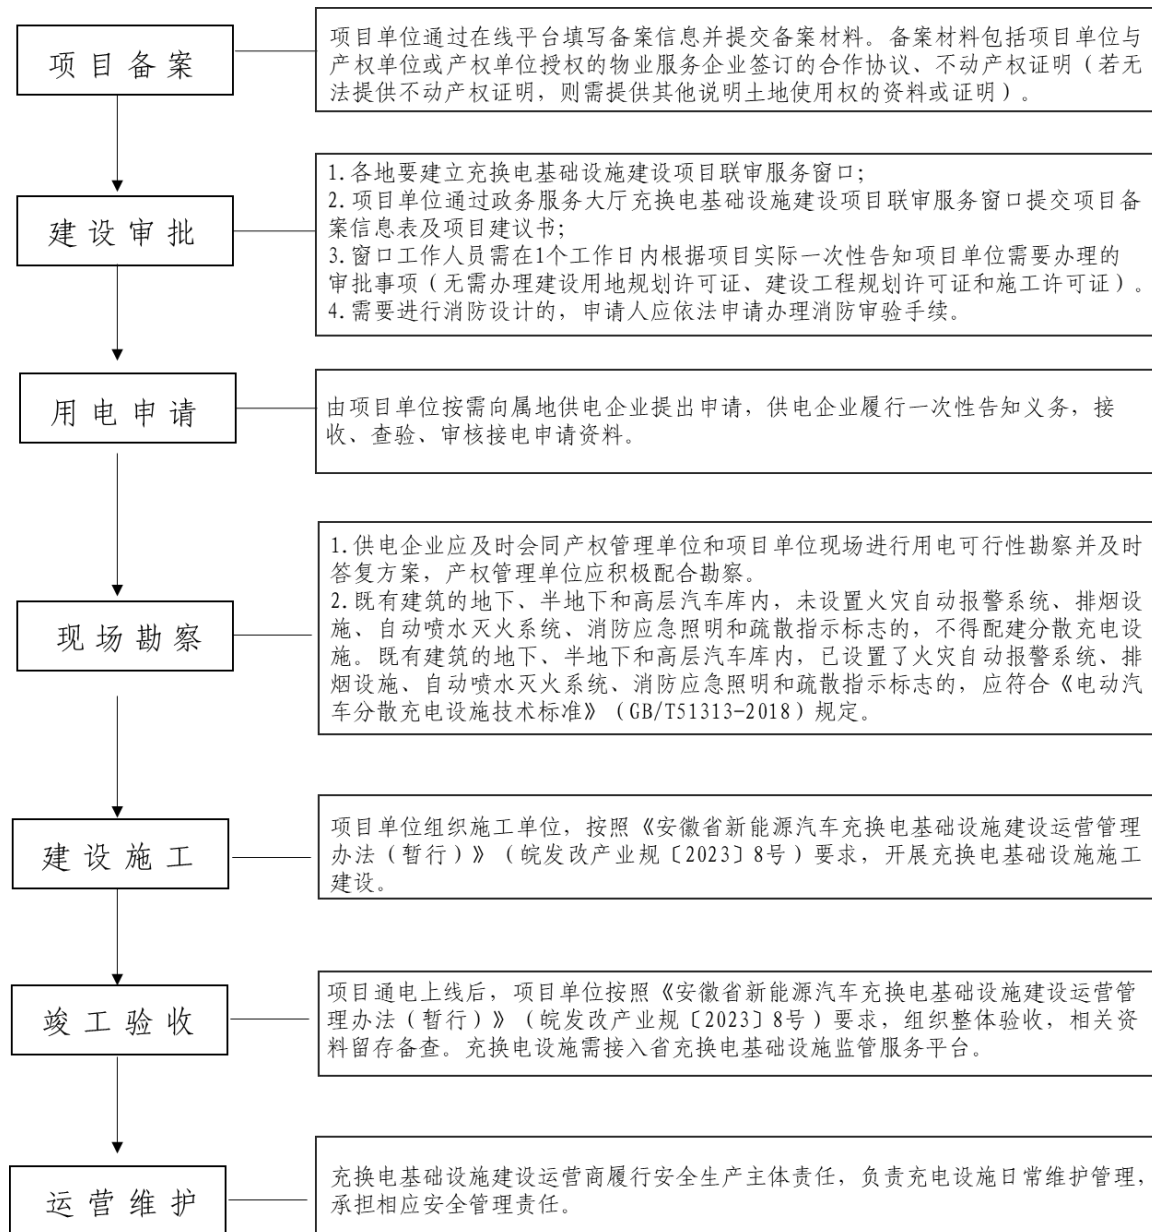 项目备案
项目单位通过在线平台填写备案信息并提交备案材料。备案材料包括项目单位与
产权单位或产权单位授权的物业服务企业签订的合作协议、不动产权证明（若无
法提供不动产权证明，则需提供其他说明土地使用权的资料或证明）。
建设审批
1.各地要建立充换电基础设施建设项目联审服务窗口；
2.项目单位通过政务服务大厅充换电基础设施建设项目联审服务窗口提交项目备
案信息表及项目建议书；
3.窗口工作人员需在1个工作日内根据项目实际一次性告知项目单位需要办理的
审批事项（无需办理建设用地规划许可证、建设工程规划许可证和施工许可证）。
4.需要进行消防设计的，申请人应依法申请办理消防审验手续。
用电申请
由项目单位按需向属地供电企业提出申请，供电企业履行一次性告知义务，接
收、查验、审核接电申请资料。
现场勘察
1.供电企业应及时会同产权管理单位和项目单位现场进行用电可行性勘察并及时
答复方案，产权管理单位应积极配合勘察。
2.既有建筑的地下、半地下和高层汽车库内，未设置火灾自动报警系统、排烟设
施、自动喷水灭火系统、消防应急照明和疏散指示标志的，不得配建分散充电设
施。既有建筑的地下、半地下和高层汽车库内，已设置了火灾自动报警系统、排
烟设施、自动喷水灭火系统、消防应急照明和疏散指示标志的，应符合《电动汽
车分散充电设施技术标准》（GB/T51313-2018）规定。
建设施工
项目单位组织施工单位，按照《安徽省新能源汽车充换电基础设施建设运营管理
办法（暂行）》（皖发改产业规〔2023〕8号）要求，开展充换电基础设施施工
建设。
竣工验收
项目通电上线后，项目单位按照《安徽省新能源汽车充换电基础设施建设运营管
理办法（暂行）》（皖发改产业规〔2023〕8号）要求，组织整体验收，相关资
料留存备查。充换电设施需接入省充换电基础设施监管服务平台。
运营维护
充换电基础设施建设运营商履行安全生产主体责任，负责充电设施日常维护管理，
承担相应安全管理责任。